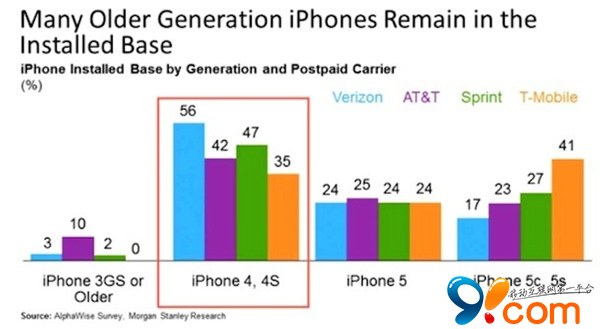 Many Older Generation iPhones Remain in the
Installed Base
iPhone Installed Base by Generation and Postpaid Carrier
(%)
Verizon AT&T Sprint T-Mobile
3 10 2 0
56 42 47 35
24 25 24 24
17 23 27 41
iPhone 3GS or
Older
iPhone 4, 4S
iPhone 5
iPhone 5c, 5s
Source: AlphaWise Survey, Morgan Stanley Research
移动互联网第一平台
9!.com